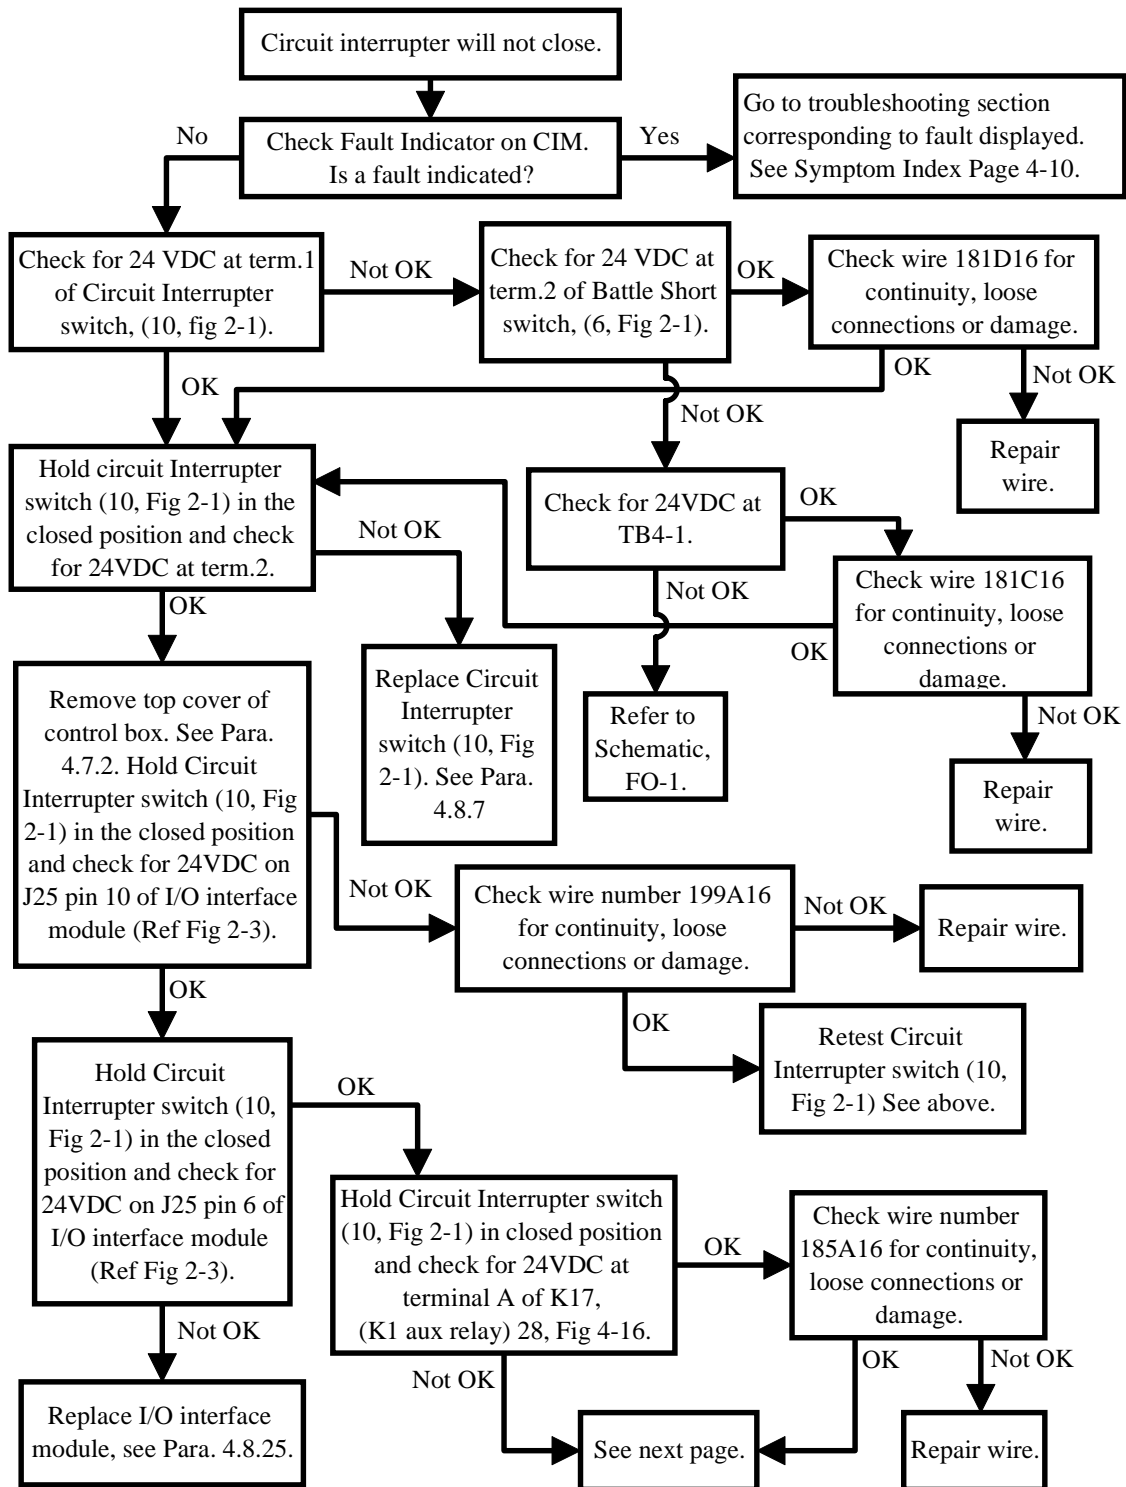 Circuit interrupter will not close.
No
Check Fault Indicator on CIM.
Is a fault indicated?
Yes
Go to troubleshooting section
corresponding to fault displayed.
See Symptom Index Page 4-10.
Check for 24 VDC at term.1
of Circuit Interrupter
switch, (10, fig 2-1).
Not OK
Check for 24 VDC at
term.2 of Battle Short
switch, (6, Fig 2-1).
OK
Check wire 181D16 for
continuity, loose
connections or damage.
OK
OK
Not OK
Not OK
Repair
wire.
Hold circuit Interrupter
switch (10, Fig 2-1) in the
closed position and check
for 24VDC at term.2.
Not OK
Check for 24VDC at
TB4-1.
OK
Check wire 181C16
for continuity, loose
connections or
damage.
OK
Not OK
OK
Not OK
Repair
wire.
Refer to
Schematic,
FO-1.
Replace Circuit
Interrupter
switch (10, Fig
2-1). See Para.
4.8.7
Remove top cover of
control box. See Para.
4.7.2. Hold Circuit
Interrupter switch (10, Fig
2-1) in the closed position
and check for 24VDC on
J25 pin 10 of I/O interface
module (Ref Fig 2-3).
Not OK
Check wire number 199A16
for continuity, loose
connections or damage.
Not OK
Repair wire.
OK
OK
Retest Circuit
Interrupter switch (10,
Fig 2-1) See above.
Hold Circuit
Interrupter switch (10,
Fig 2-1) in the closed
position and check for
24VDC on J25 pin 6 of
I/O interface module
(Ref Fig 2-3).
OK
Hold Circuit Interrupter switch
(10, Fig 2-1) in closed position
and check for 24VDC at
terminal A of K17,
(K1 aux relay) 28, Fig 4-16.
OK
Check wire number
185A16 for continuity,
loose connections or
damage.
Not OK
Not OK
OK
Not OK
Replace I/O interface
module, see Para. 4.8.25.
See next page.
Repair wire.